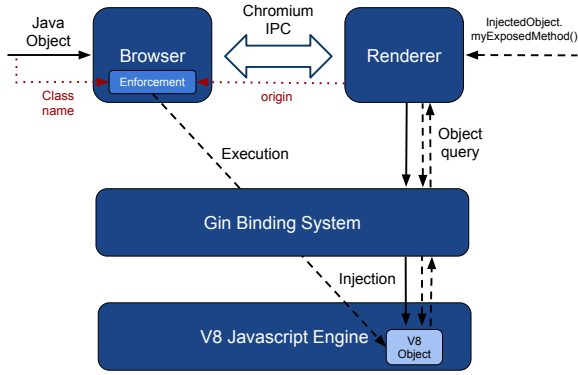 Java
Object
Browser
Enforcement
Chromium
IPC
Renderer
InjectedObject.
myExposedMethod()
Class
name
origin
Execution
Object
query
Gin Binding System
Injection
V8 Javascript Engine
V8
Object